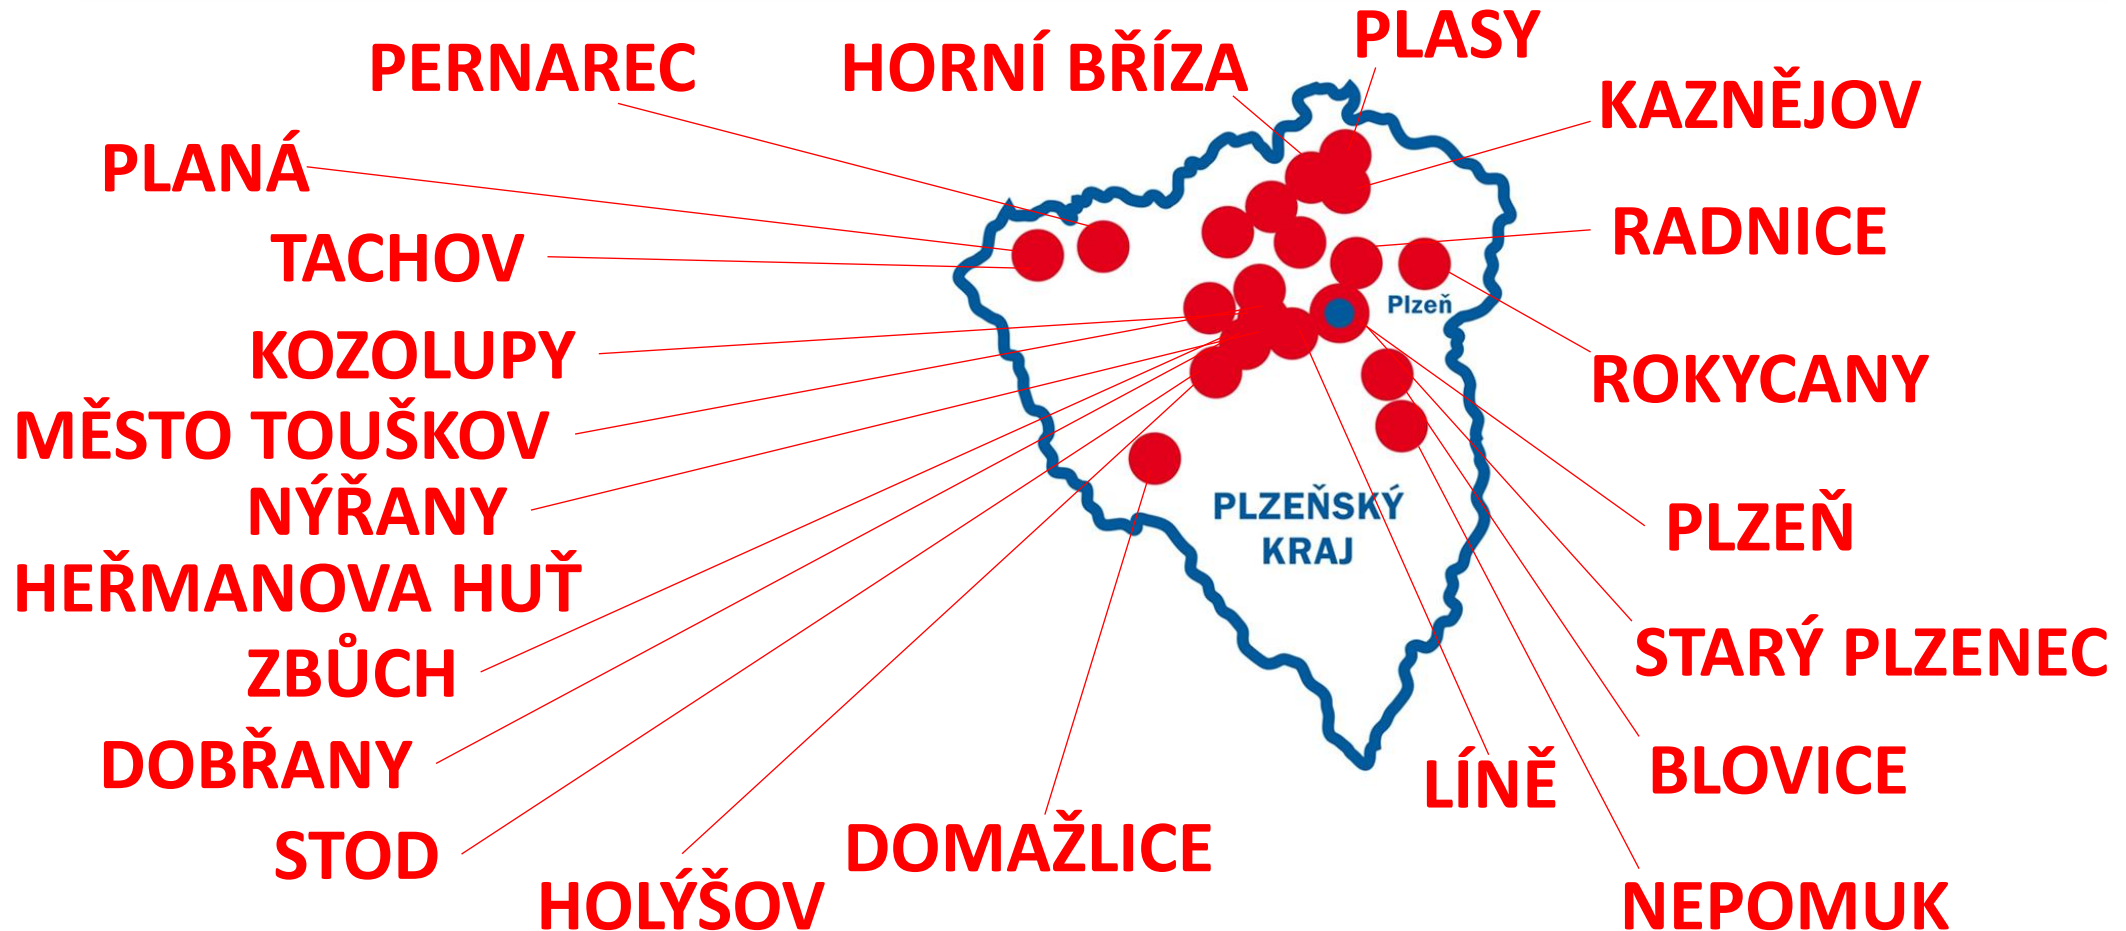 PLASY
PERNAREC
HORNÍ BŘÍZA
KAZNĚJOV
PLANÁ
RADNICE
TACHOV
Plzeň
KOZOLUPY
ROKYCANY
MĚSTO TOUŠKOV
NÝŘANY
PLZEŇSKÝ
KRAJ
PLZEŇ
HEŘMANOVA HUŤ
ZBŮCH
STARÝ PLZENEC
DOBŘANY
LÍNĚ
BLOVICE
STOD
DOMAŽLICE
HOLÝŠOV
NEPOMUK